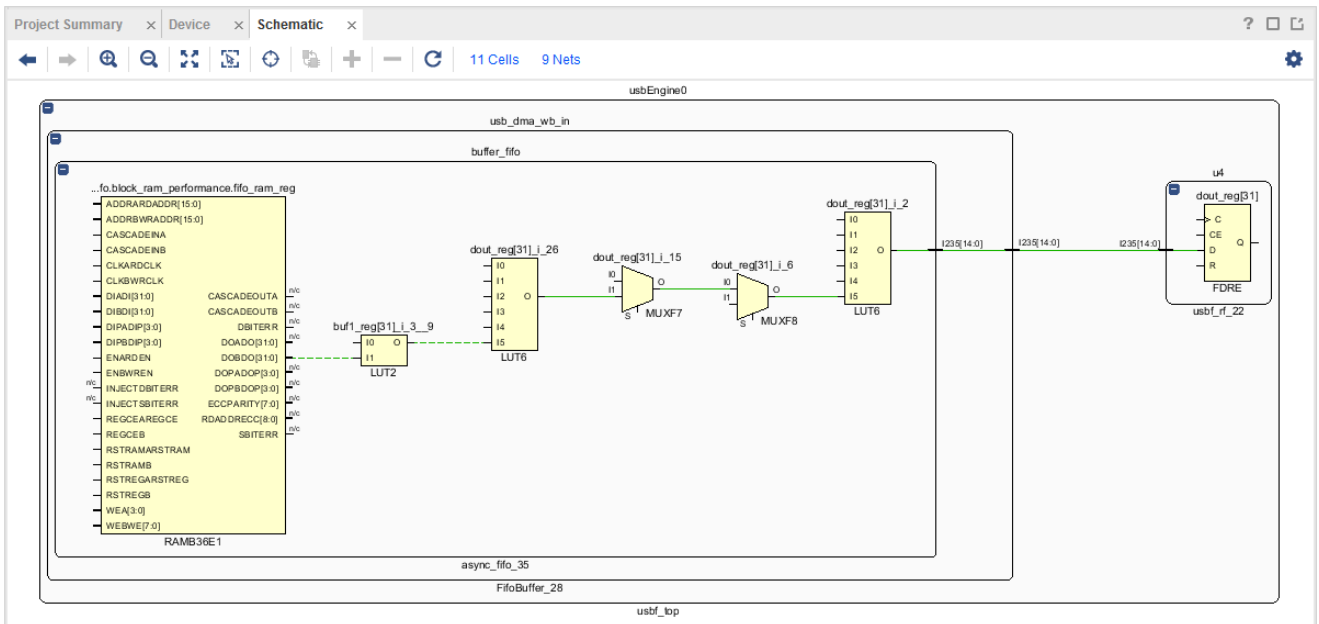 Project Summary × Device × Schematic ×
?
11 Cells 9 Nets
usbEngine0
usb_dma_wb_in
buffer_fifo
...fo.block_ram_performance.fifo_ram_reg
ADDRARDADDR[15:0]
ADDRBWRADDR[15:0]
CASCADEINA
CASCADEINB
CLKARDCLK
CLKBWRCLK
DIADI[31:0] CASCADEOUTA n/c
DIBDI[31:0] CASCADEOUTB n/c
DIPADIP[3:0] DBITERR n/c
DIPBDIP[3:0] DOADO[31:0] n/c
ENARDEN DOBDO[31:0]
ENBWREN DOPADOP[3:0] n/c
n/c INJECTDBITERR DOPBDOP[3:0] n/c
n/c INJECTSBITERR ECCPARITY[7:0] n/c
REGCEAREGCE RDADDRECC[8:0] n/c
REGCEB SBITERR n/c
RSTRAMARSTRAM
RSTRAMB
RSTREGARSTREG
RSTREGB
WEA[3:0]
WEBWE[7:0]
RAMB36E1
buf1_reg[31]_i_3__9
I0 O
I1
LUT2
dout_reg[31]_i_26
I0
I1
I2 O
I3
I4
I5
LUT6
dout_reg[31]_i_15
I0
I1 O
S MUXF7
dout_reg[31]_i_6
I0
I1 O
S MUXF8
dout_reg[31]_i_2
I0
I1
I2 O
I3
I4
I5
LUT6
I235[14:0] I235[14:0] I235[14:0]
u4
dout_reg[31]
C
CE
D Q
R
FDRE
usbf_rf_22
async_fifo_35
FifoBuffer_28
usbf_top